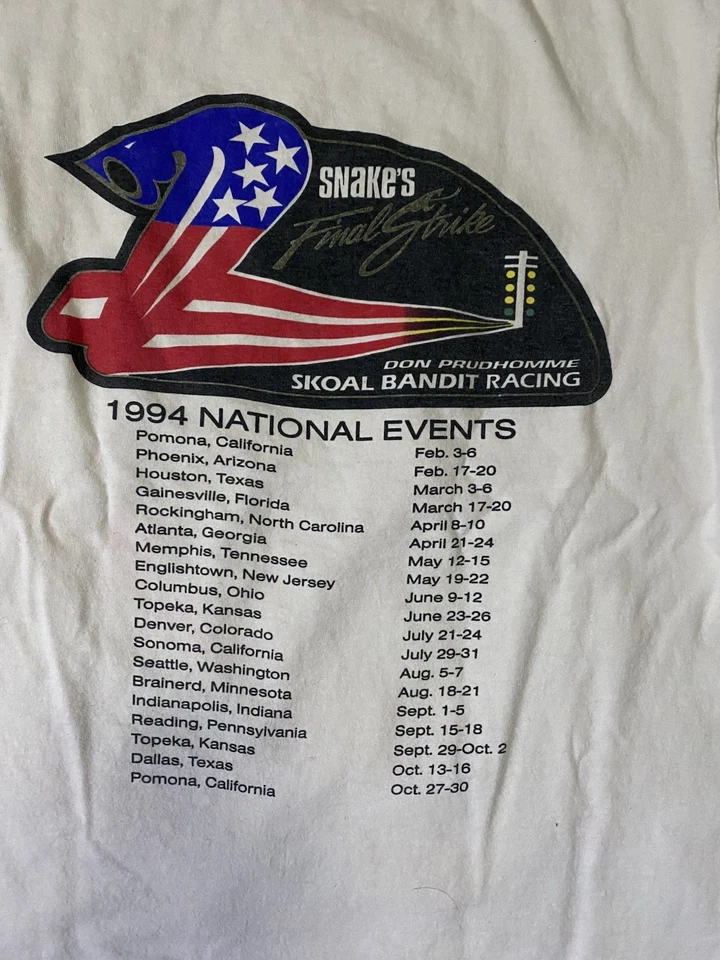 SNAKE'S
Final Strike
DON PRUDHOMME
SKOAL BANDIT RACING
1994 NATIONAL EVENTS
Pomona, California Feb. 3-6
Phoenix, Arizona Feb. 17-20
Houston, Texas March 3-6
Gainesville, Florida March 17-20
Rockingham, North Carolina April 8-10
Atlanta, Georgia April 21-24
Memphis, Tennessee May 12-15
Englishtown, New Jersey May 19-22
Columbus, Ohio June 9-12
Topeka, Kansas June 23-26
Denver, Colorado July 21-24
Sonoma, California July 29-31
Seattle, Washington Aug. 5-7
Brainerd, Minnesota Aug. 18-21
Indianapolis, Indiana Sept. 1-5
Reading, Pennsylvania Sept. 15-18
Topeka, Kansas Sept. 29-Oct. 2
Dallas, Texas Oct. 13-16
Pomona, California Oct. 27-30